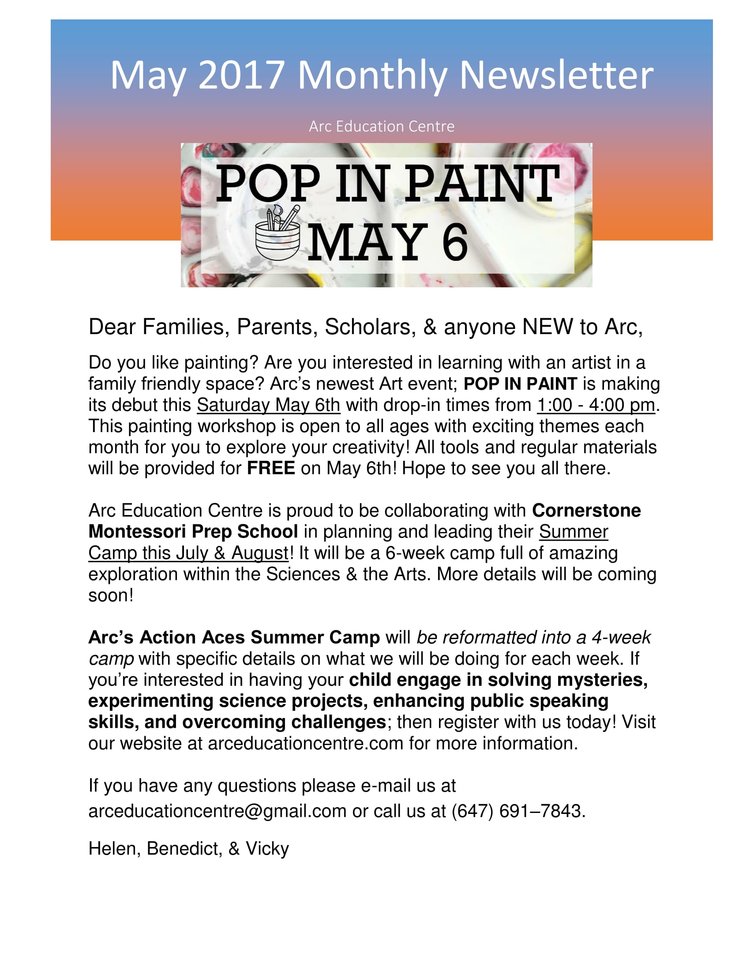 May 2017 Monthly Newsletter
Arc Education Centre
POP IN PAINT
MAY 6
Dear Families, Parents, Scholars, & anyone NEW to Arc,
Do you like painting? Are you interested in learning with an artist in a
family friendly space? Arc’s newest Art event; POP IN PAINT is making
its debut this Saturday May 6th with drop-in times from 1:00 - 4:00 pm.
This painting workshop is open to all ages with exciting themes each
month for you to explore your creativity! All tools and regular materials
will be provided for FREE on May 6th! Hope to see you all there.
Arc Education Centre is proud to be collaborating with Cornerstone
Montessori Prep School in planning and leading their Summer
Camp this July & August! It will be a 6-week camp full of amazing
exploration within the Sciences & the Arts. More details will be coming
soon!
Arc’s Action Aces Summer Camp will be reformatted into a 4-week
camp with specific details on what we will be doing for each week. If
you’re interested in having your child engage in solving mysteries,
experimenting science projects, enhancing public speaking
skills, and overcoming challenges; then register with us today! Visit
our website at arceducationcentre.com for more information.
If you have any questions please e-mail us at
arceducationcentre@gmail.com or call us at (647) 691–7843.
Helen, Benedict, & Vicky